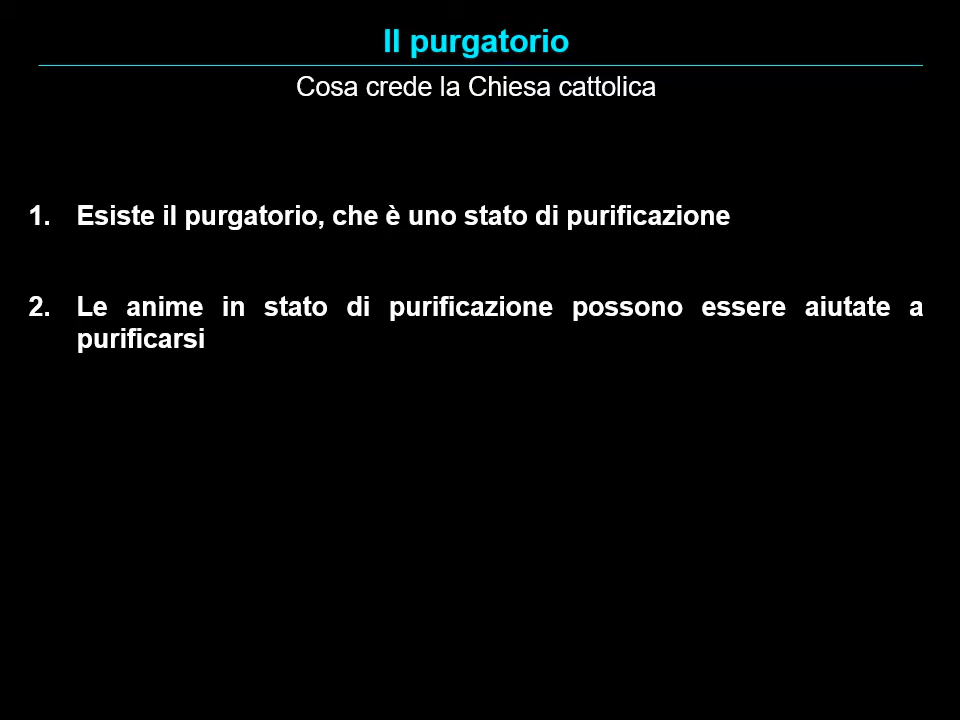 Il purgatorio
Cosa crede la Chiesa cattolica
1. Esiste il purgatorio, che è uno stato di purificazione
2. Le anime in stato di purificazione possono essere aiutate a
purificarsi